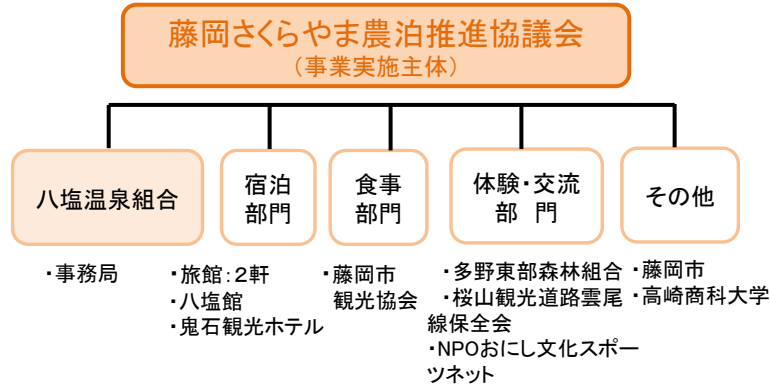 藤岡さくらやま農泊推進協議会
（事業実施主体）
八塩温泉組合
宿泊
部門
食事
部門
体験・交流
部　門
その他
・事務局
・旅館：２軒
・八塩館
・鬼石観光ホテル
・藤岡市
観光協会
・多野東部森林組合
・桜山観光道路雲尾
線保全会
・NPOおにし文化スポー
ツネット
・藤岡市
・高崎商科大学